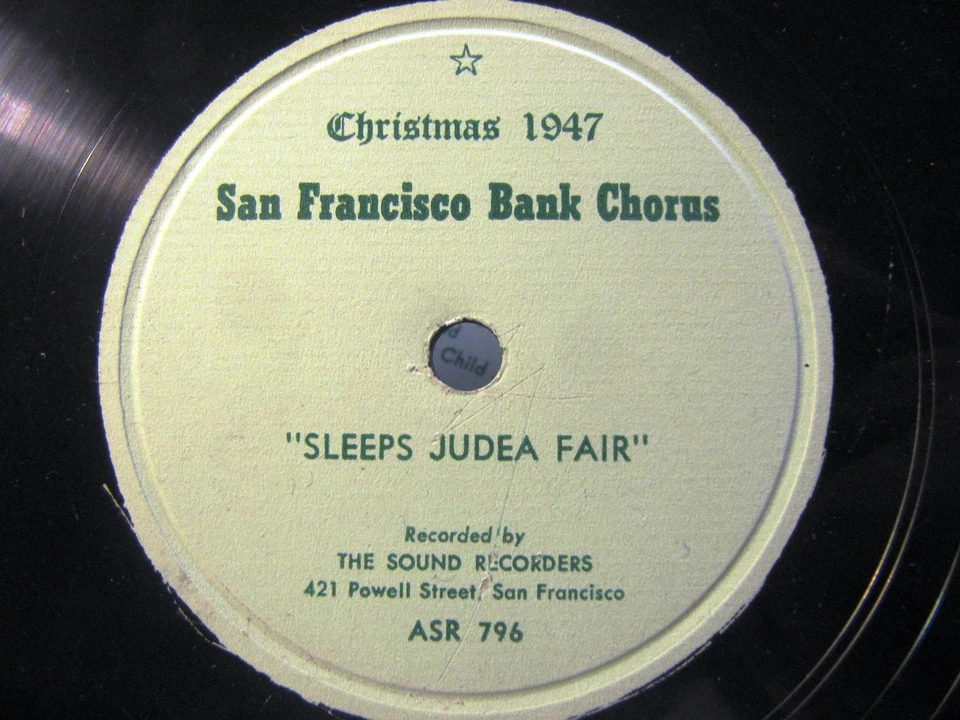 Christmas 1947
San Francisco Bank Chorus
d
Child
"SLEEPS JUDEA FAIR"
Recorded by
THE SOUND RECORDERS
421 Powell Street, San Francisco
ASR 796